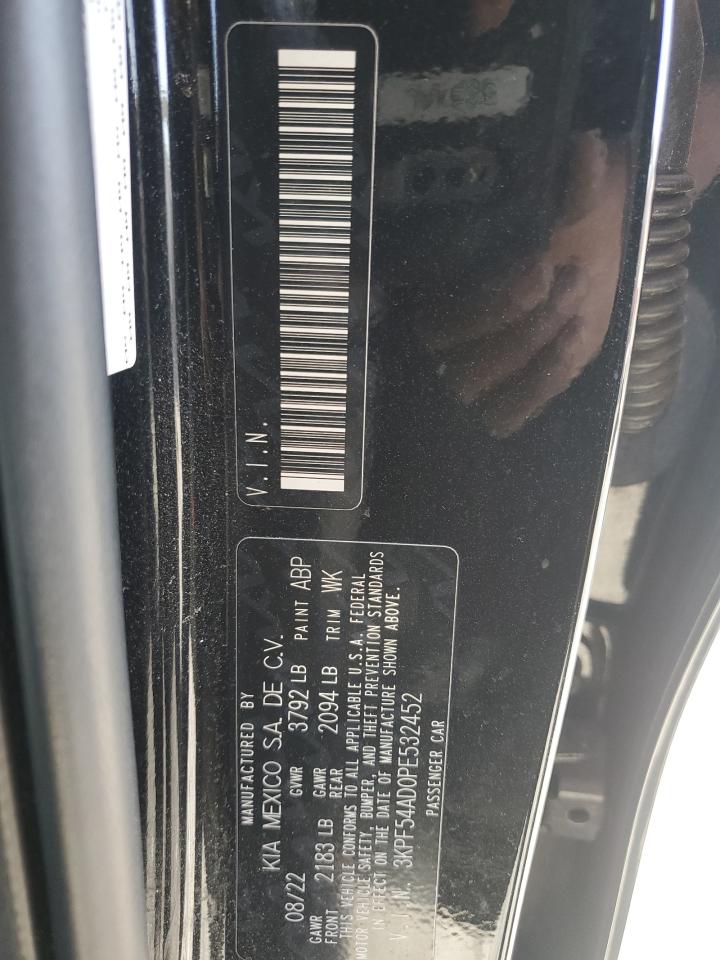 V.I.N.
MANUFACTURED BY
KIA MEXICO S.A. DE C.V.
08/22 GVWR 3792 LB PAINT ABP
GAWR FRONT 2183 LB GAWR REAR 2094 LB TRIM WK
THIS VEHICLE CONFORMS TO ALL APPLICABLE U.S.A. FEDERAL
MOTOR VEHICLE SAFETY, BUMPER, AND THEFT PREVENTION STANDARDS
IN EFFECT ON THE DATE OF MANUFACTURE SHOWN ABOVE.
V.I.N.: 3KPF54AD0PE532452
PASSENGER CAR